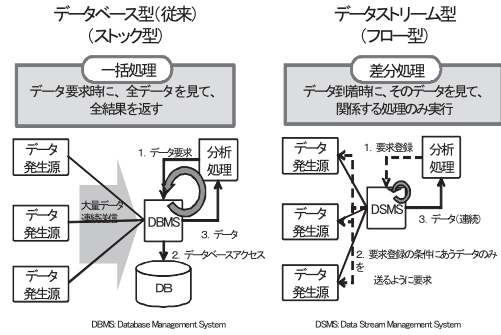 データベース型(従来)
(ストック型)
一括処理
データ要求時に、全データを見て、
全結果を返す
データ
発生源
データ
発生源
データ
発生源
大量データ
連続送信
1. データ要求
分析
処理
DBMS
3. データ
2. データベースアクセス
DB
DBMS: Database Management System
データストリーム型
(フロー型)
差分処理
データ到着時に、そのデータを見て、
関係する処理のみ実行
データ
発生源
データ
発生源
データ
発生源
1. 要求登録
分析
処理
DSMS
3. データ(連続)
2. 要求登録の条件にあうデータのみ
を
送るように要求
DSMS: Data Stream Management System